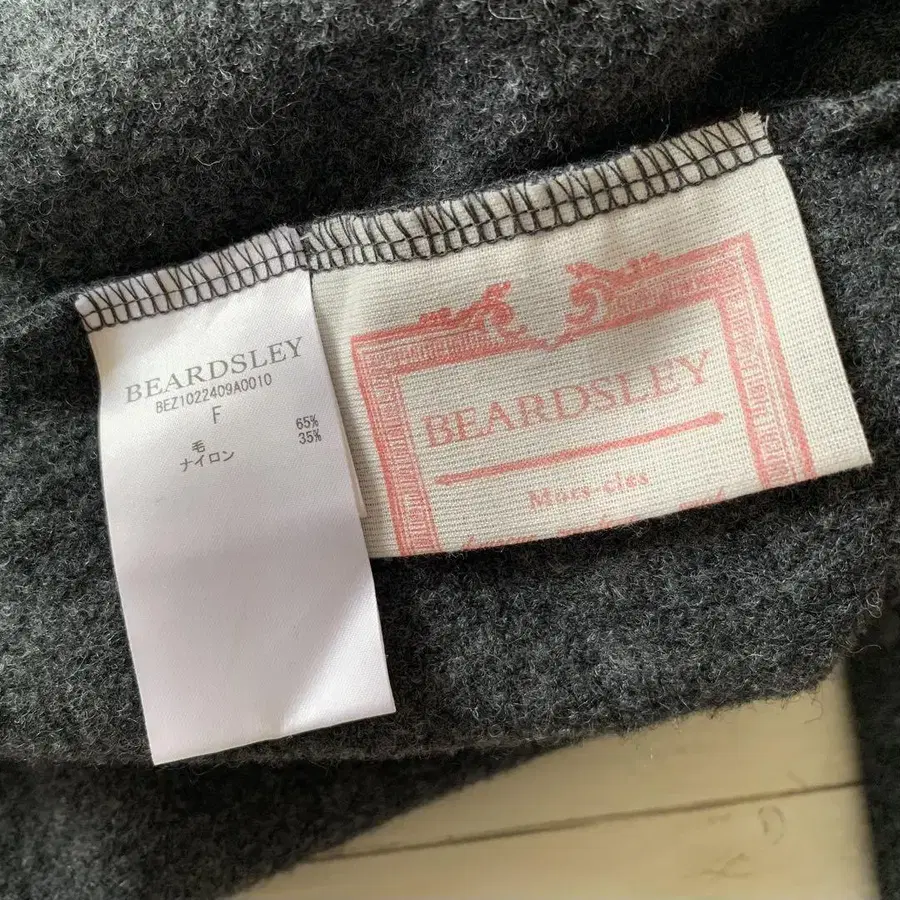 BEARDSLEY
BEZ1022409A0010
F
毛 65%
ナイロン 35%
BEARDSLEY
Mots-clés